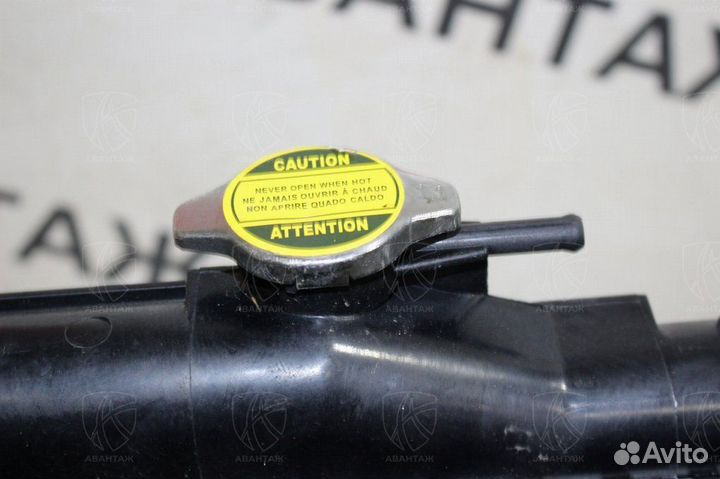 АВАНТАЖ
CAUTION
NEVER OPEN WHEN HOT
NE JAMAIS OUVRIR À CHAUD
NON APRIRE QUADO CALDO
ATTENTION
Avito